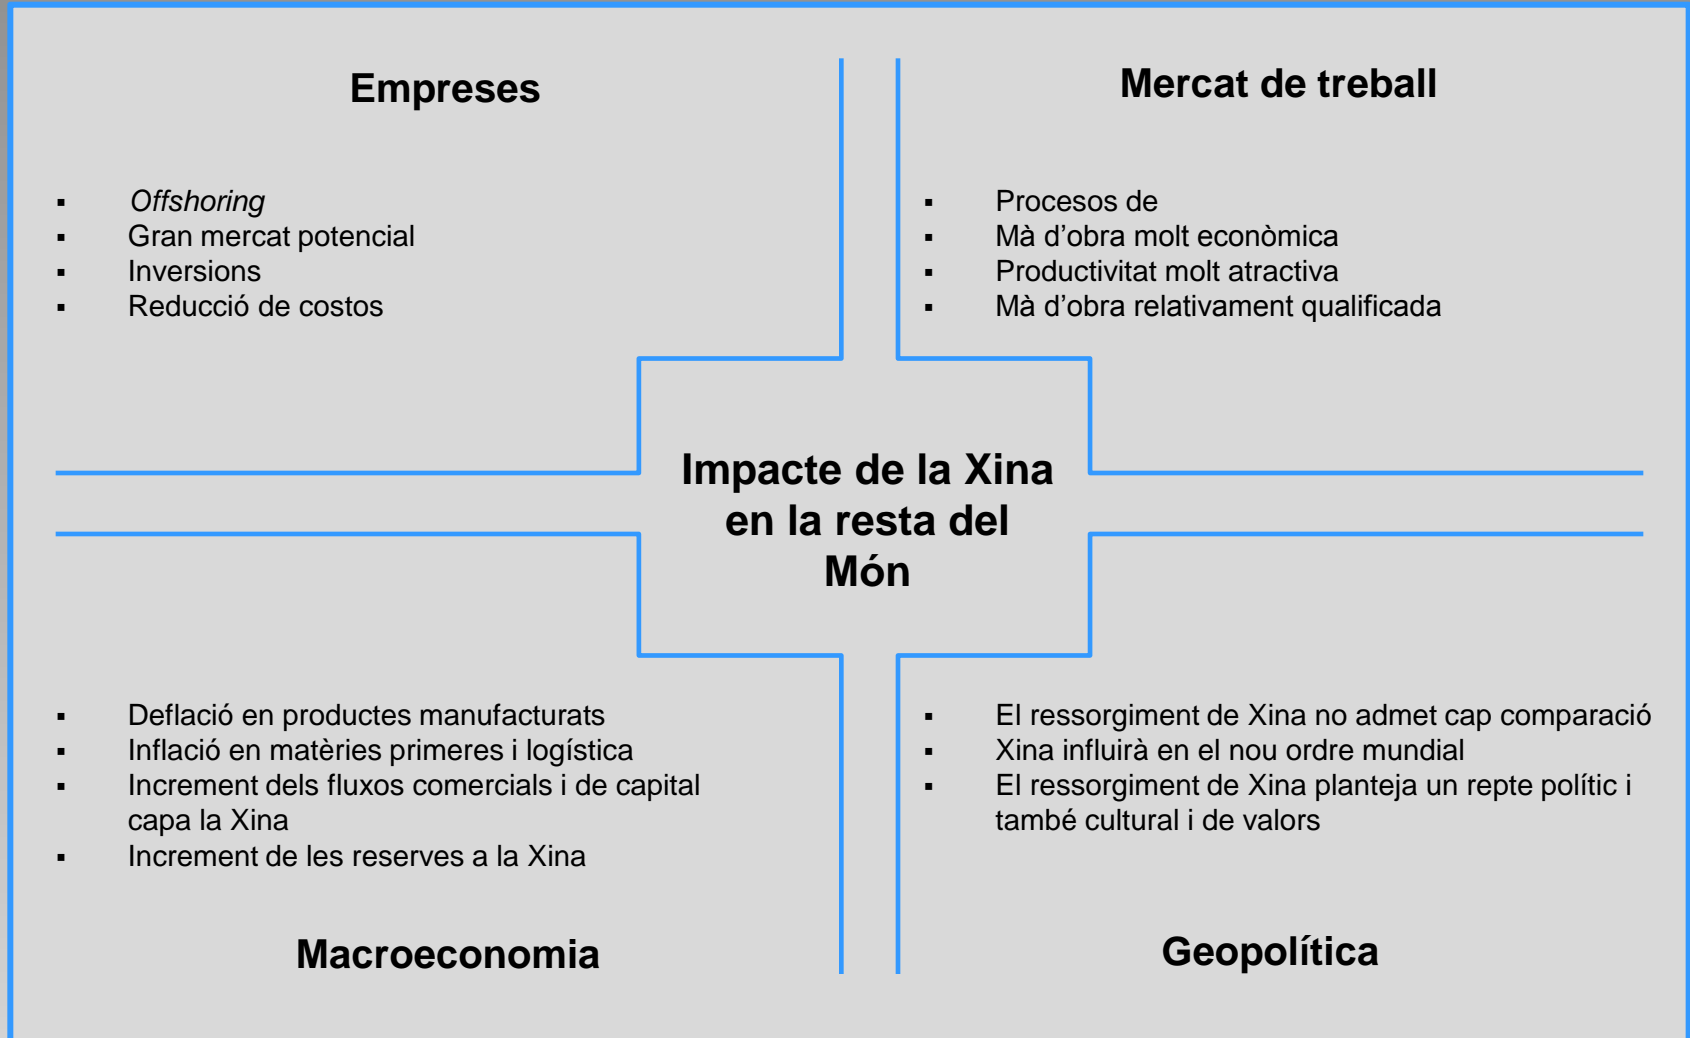 Empreses
▪ Offshoring
▪ Gran mercat potencial
▪ Inversions
▪ Reducció de costos
Mercat de treball
▪ Procesos de
▪ Mà d’obra molt econòmica
▪ Productivitat molt atractiva
▪ Mà d’obra relativament qualificada
Impacte de la Xina
en la resta del
Món
▪ Deflació en productes manufacturats
▪ Inflació en matèries primeres i logística
▪ Increment dels fluxos comercials i de capital
capa la Xina
▪ Increment de les reserves a la Xina
Macroeconomia
▪ El ressorgiment de Xina no admet cap comparació
▪ Xina influirà en el nou ordre mundial
▪ El ressorgiment de Xina planteja un repte polític i
també cultural i de valors
Geopolítica